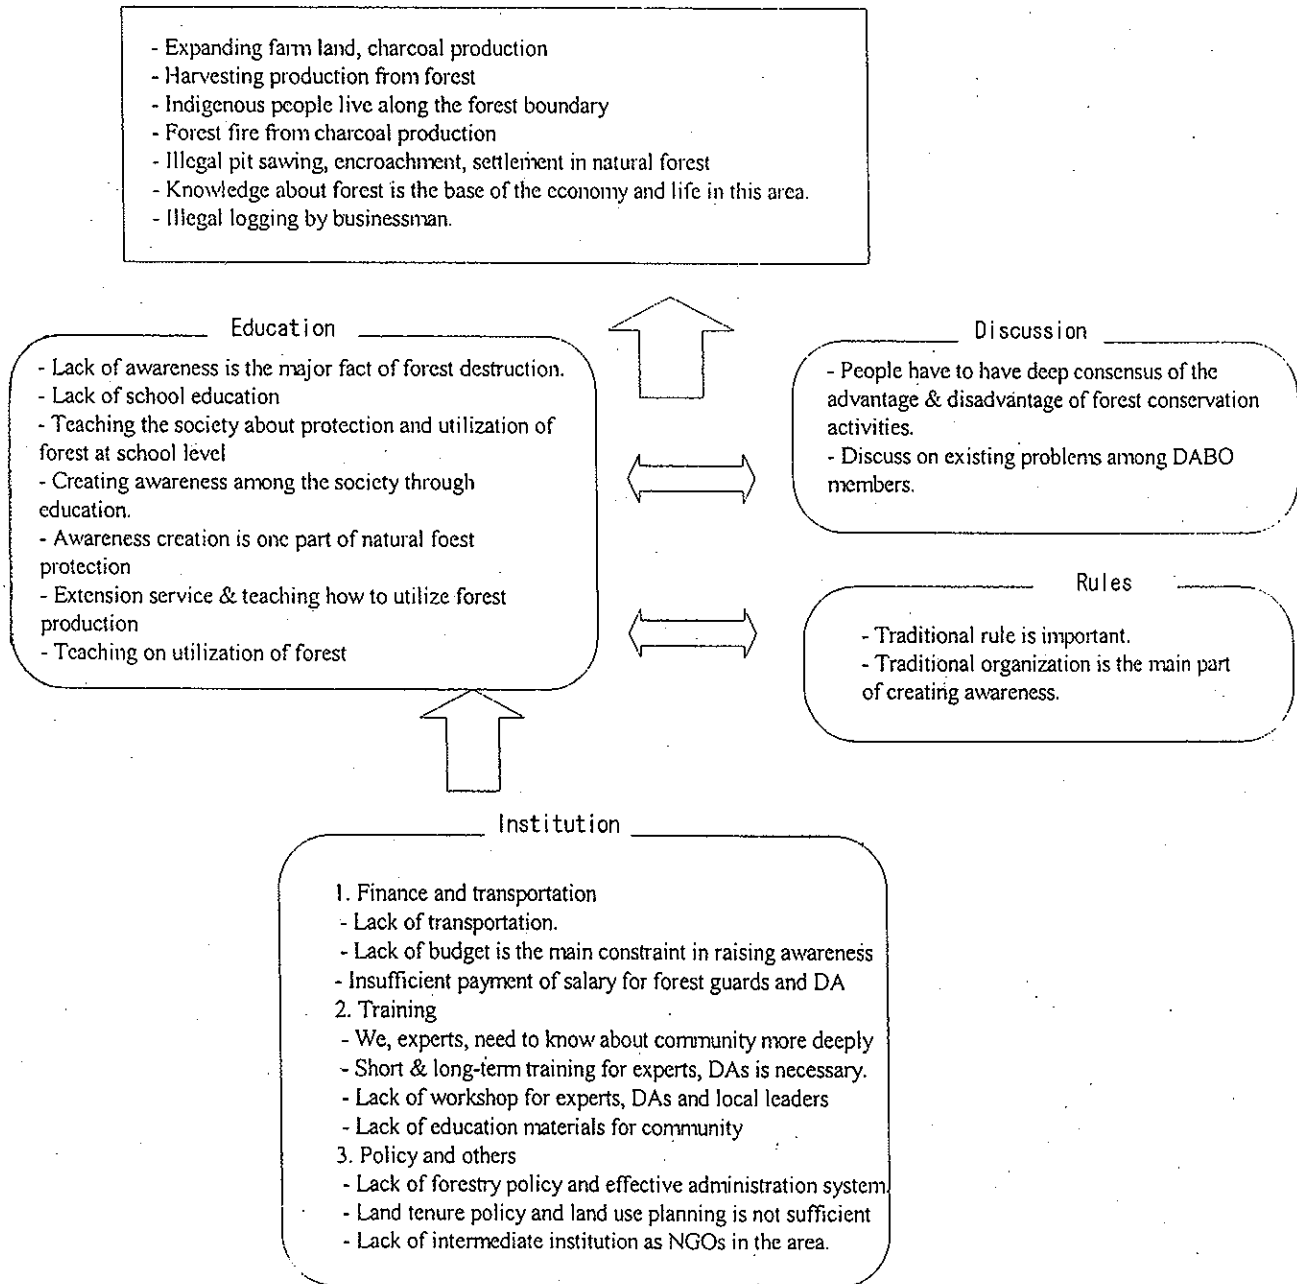 - Expanding farm land, charcoal production
- Harvesting production from forest
- Indigenous people live along the forest boundary
- Forest fire from charcoal production
- Illegal pit sawing, encroachment, settlement in natural forest
- Knowledge about forest is the base of the economy and life in this area.
- Illegal logging by businessman.
Education
- Lack of awareness is the major fact of forest destruction.
- Lack of school education
- Teaching the society about protection and utilization of
forest at school level
- Creating awareness among the society through
education.
- Awareness creation is one part of natural foest
protection
- Extension service & teaching how to utilize forest
production
- Teaching on utilization of forest
Discussion
- People have to have deep consensus of the
advantage & disadvantage of forest conservation
activities.
- Discuss on existing problems among DABO
members.
Rules
- Traditional rule is important.
- Traditional organization is the main part
of creating awareness.
Institution
1. Finance and transportation
- Lack of transportation.
- Lack of budget is the main constraint in raising awareness
- Insufficient payment of salary for forest guards and DA
2. Training
- We, experts, need to know about community more deeply
- Short & long-term training for experts, DAs is necessary.
- Lack of workshop for experts, DAs and local leaders
- Lack of education materials for community
3. Policy and others
- Lack of forestry policy and effective administration system.
- Land tenure policy and land use planning is not sufficient
- Lack of intermediate institution as NGOs in the area.